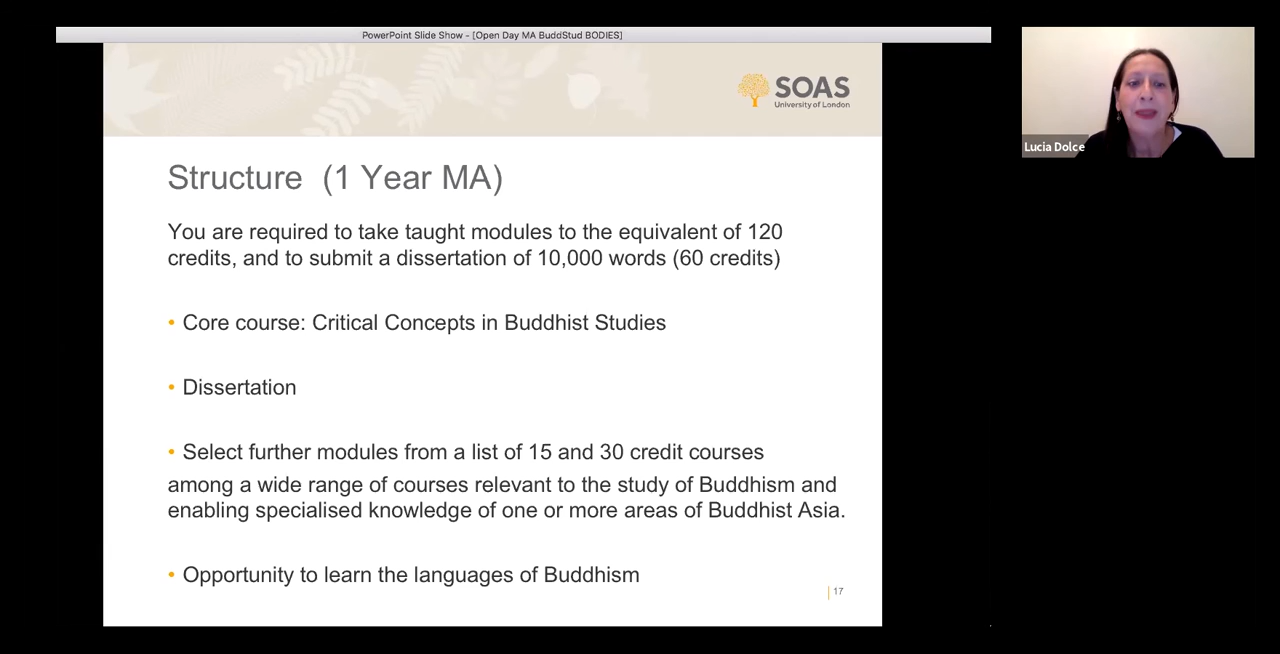 PowerPoint Slide Show - [Open Day MA BuddStud BODIES]
SOAS
University of London
Lucia Dolce
Structure (1 Year MA)
You are required to take taught modules to the equivalent of 120
credits, and to submit a dissertation of 10,000 words (60 credits)
• Core course: Critical Concepts in Buddhist Studies
• Dissertation
• Select further modules from a list of 15 and 30 credit courses
among a wide range of courses relevant to the study of Buddhism and
enabling specialised knowledge of one or more areas of Buddhist Asia.
• Opportunity to learn the languages of Buddhism
17